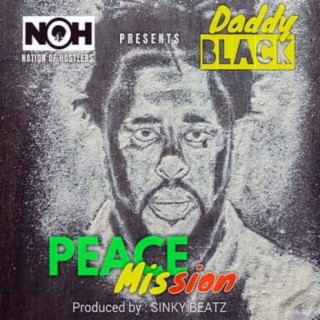 NOH
NATION OF HUSTLERS
PRESENTS
Daddy
BLACK
PEACE
Mission
Produced by : SINKY BEATZ